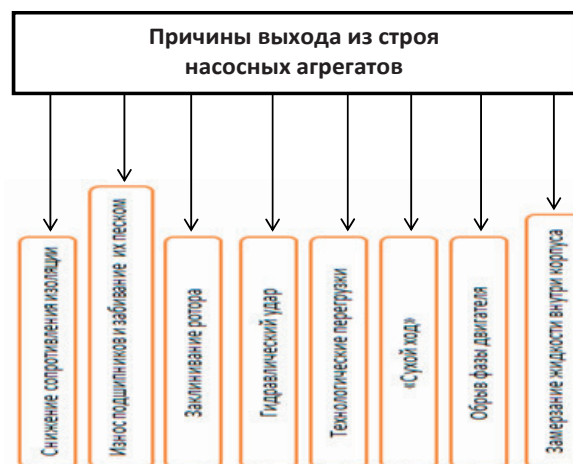 Причины выхода из строя
насосных агрегатов
Снижение сопротивления изоляции
Износ подшипников и забивание их песком
Заклинивание ротора
Гидравлический удар
Технологические перегрузки
«Сухой ход»
Обрыв фазы двигателя
Замерзание жидкости внутри корпуса